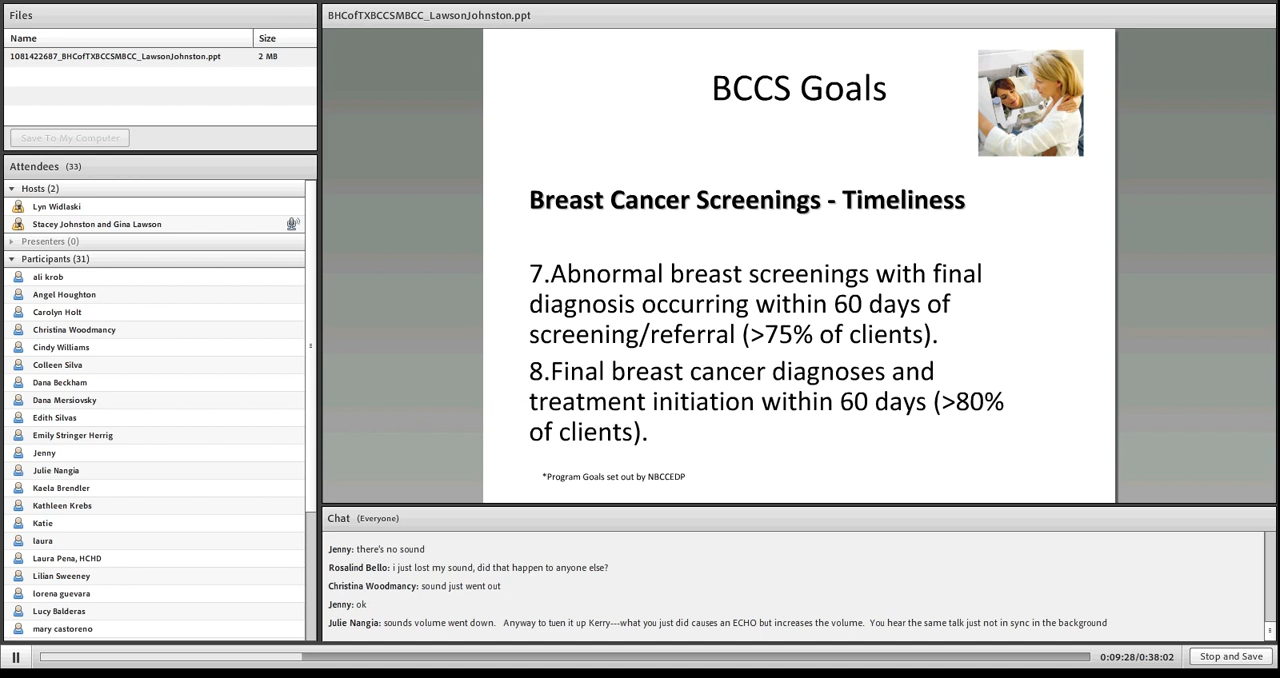 Files
Name Size
1081422687_BHCofTXBCCSMBCC_LawsonJohnston.ppt 2 MB
Save To My Computer
Attendees (33)
Hosts (2)
Lyn Widlaski
Stacey Johnston and Gina Lawson
Presenters (0)
Participants (31)
ali krob
Angel Houghton
Carolyn Holt
Christina Woodmancy
Cindy Williams
Colleen Silva
Dana Beckham
Dana Mersiovsky
Edith Silvas
Emily Stringer Herrig
Jenny
Julie Nangia
Kaela Brendler
Kathleen Krebs
Katie
laura
Laura Pena, HCHD
Lilian Sweeney
lorena guevara
Lucy Balderas
mary castoreno
BHCofTXBCCSMBCC_LawsonJohnston.ppt
BCCS Goals
Breast Cancer Screenings - Timeliness
7.Abnormal breast screenings with final
diagnosis occurring within 60 days of
screening/referral (>75% of clients).
8.Final breast cancer diagnoses and
treatment initiation within 60 days (>80%
of clients).
*Program Goals set out by NBCCEDP
Chat (Everyone)
Jenny: there's no sound
Rosalind Bello: i just lost my sound, did that happen to anyone else?
Christina Woodmancy: sound just went out
Jenny: ok
Julie Nangia: sounds volume went down. Anyway to tuen it up Kerry---what you just did causes an ECHO but increases the volume. You hear the same talk just not in sync in the background
0:09:28/0:38:02 Stop and Save